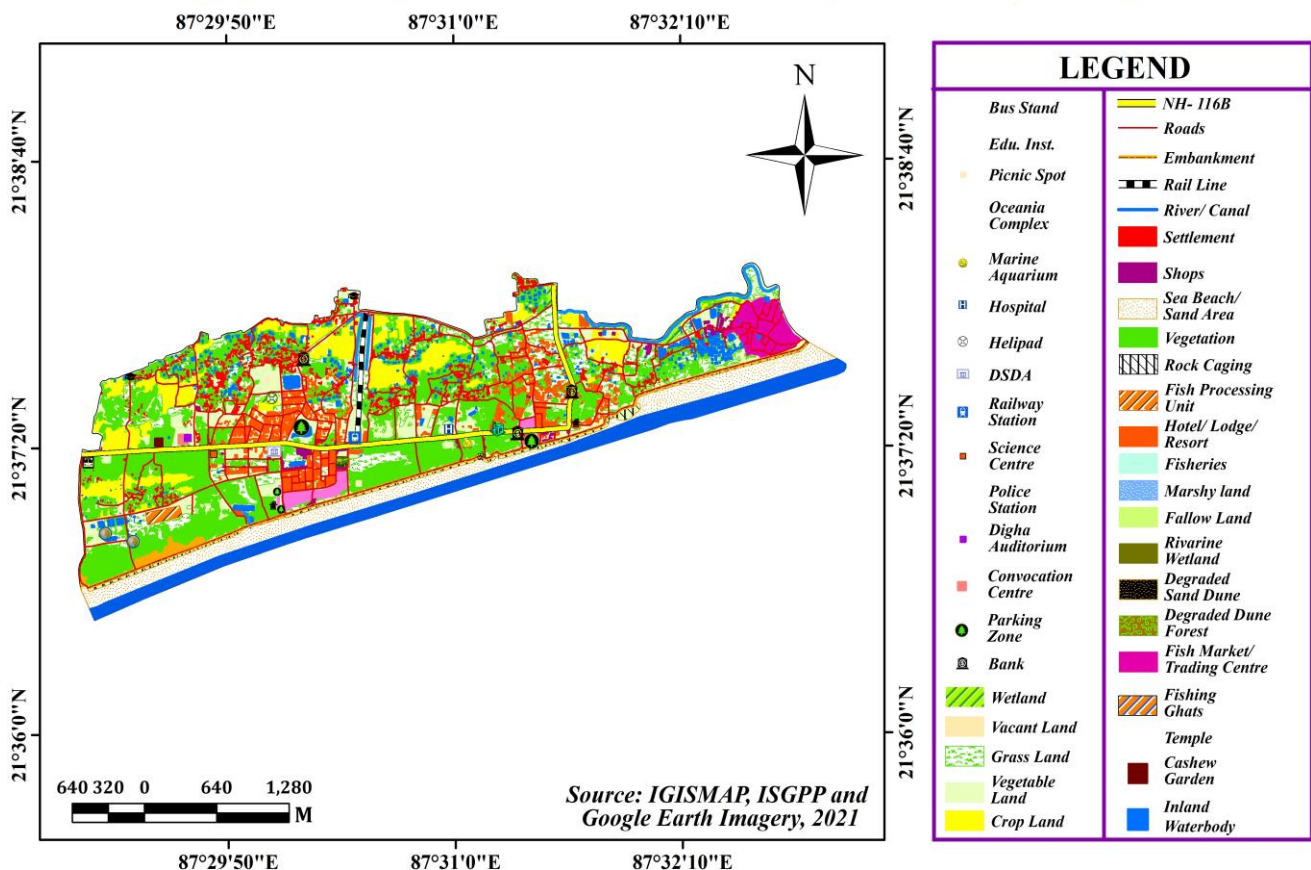 87°29'50"E
87°31'0"E
87°32'10"E
N
21°38'40"N
21°38'40"N
21°37'20"N
21°37'20"N
21°36'0"N
21°36'0"N
640 320 0 640 1,280
M
Source: IGISMAP, ISGPP and
Google Earth Imagery, 2021
87°29'50"E
87°31'0"E
87°32'10"E
LEGEND
Bus Stand
Edu. Inst.
Picnic Spot
Oceania
Complex
Marine
Aquarium
Hospital
Helipad
DSDA
Railway
Station
Science
Centre
Police
Station
Digha
Auditorium
Convocation
Centre
Parking
Zone
Bank
Wetland
Vacant Land
Grass Land
Vegetable
Land
Crop Land
NH- 116B
Roads
Embankment
Rail Line
River/ Canal
Settlement
Shops
Sea Beach/
Sand Area
Vegetation
Rock Caging
Fish Processing
Unit
Hotel/ Lodge/
Resort
Fisheries
Marshy land
Fallow Land
Rivarine
Wetland
Degraded
Sand Dune
Degraded Dune
Forest
Fish Market/
Trading Centre
Fishing
Ghats
Temple
Cashew
Garden
Inland
Waterbody